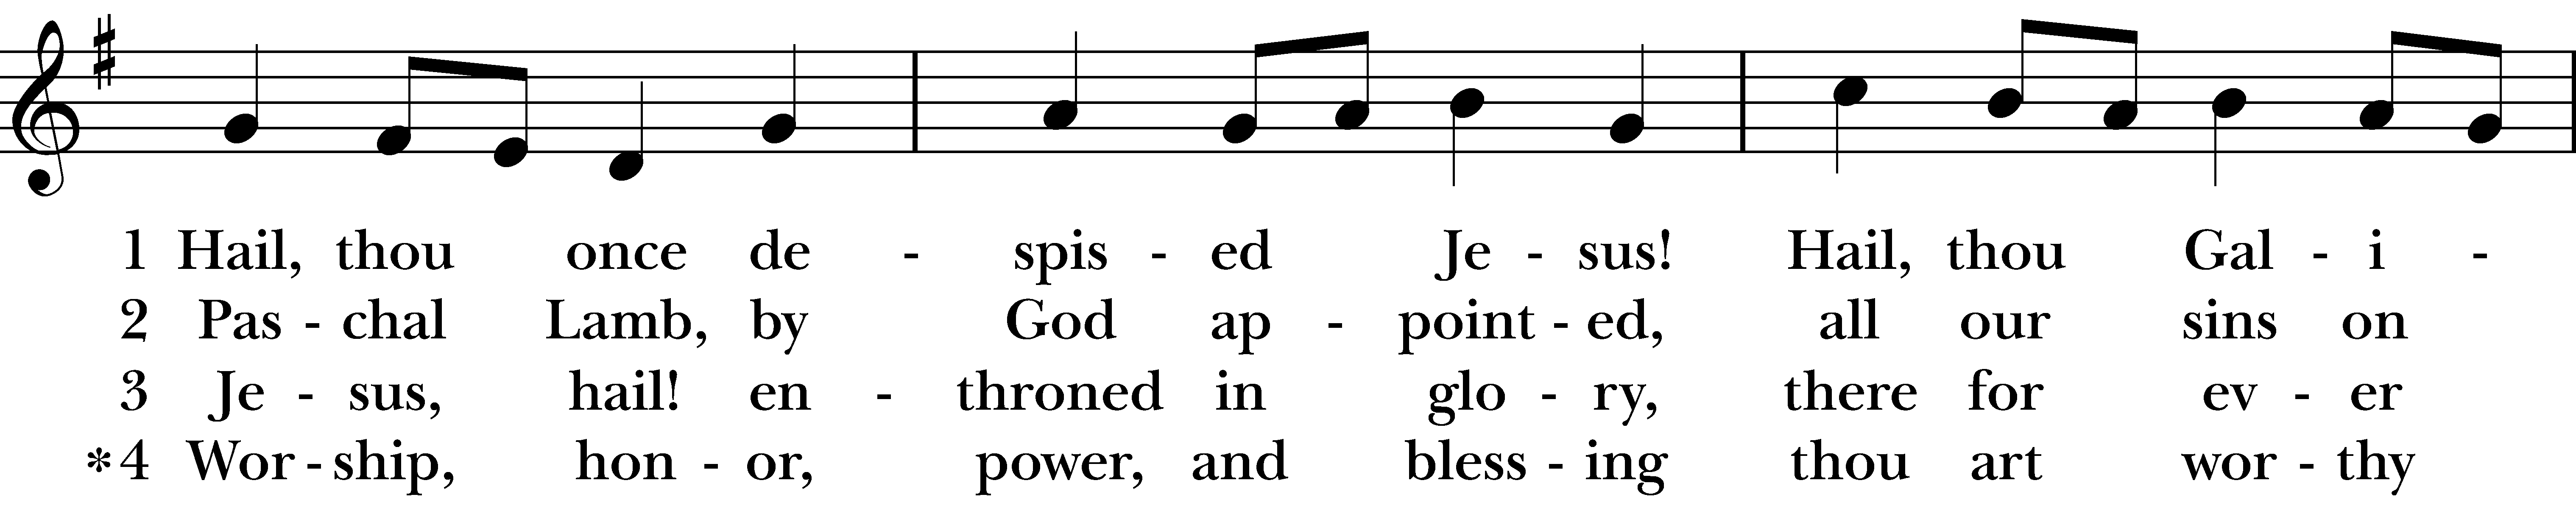 1 Hail, thou once de - spis - ed Je - sus! Hail, thou Gal - i -
2 Pas - chal Lamb, by God ap - point - ed, all our sins on
3 Je - sus, hail! en - throned in glo - ry, there for ev - er
*4 Wor - ship, hon - or, power, and bless - ing thou art wor - thy